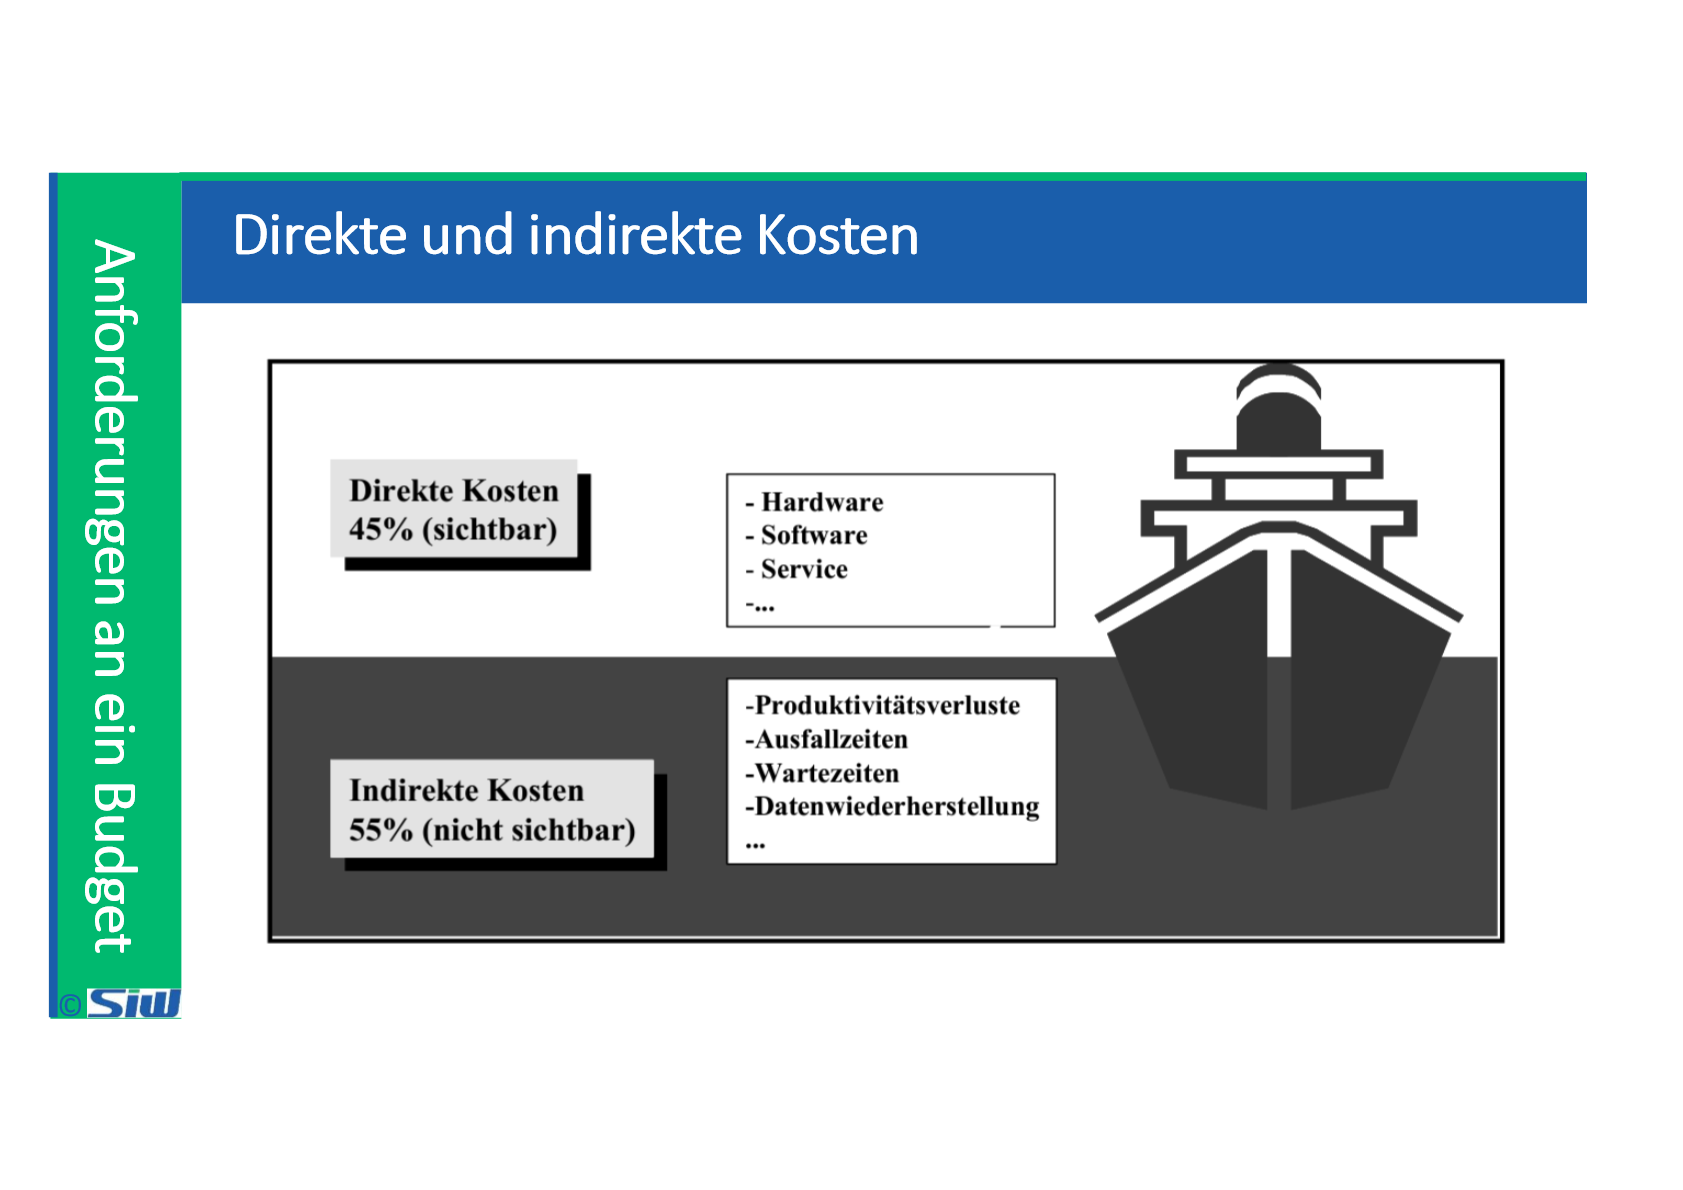 Direkte und indirekte Kosten
Anforderungen an ein Budget
Direkte Kosten
45% (sichtbar)
- Hardware
- Software
- Service
-...
Indirekte Kosten
55% (nicht sichtbar)
-Produktivitätsverluste
-Ausfallzeiten
-Wartezeiten
-Datenwiederherstellung
...
© SiW